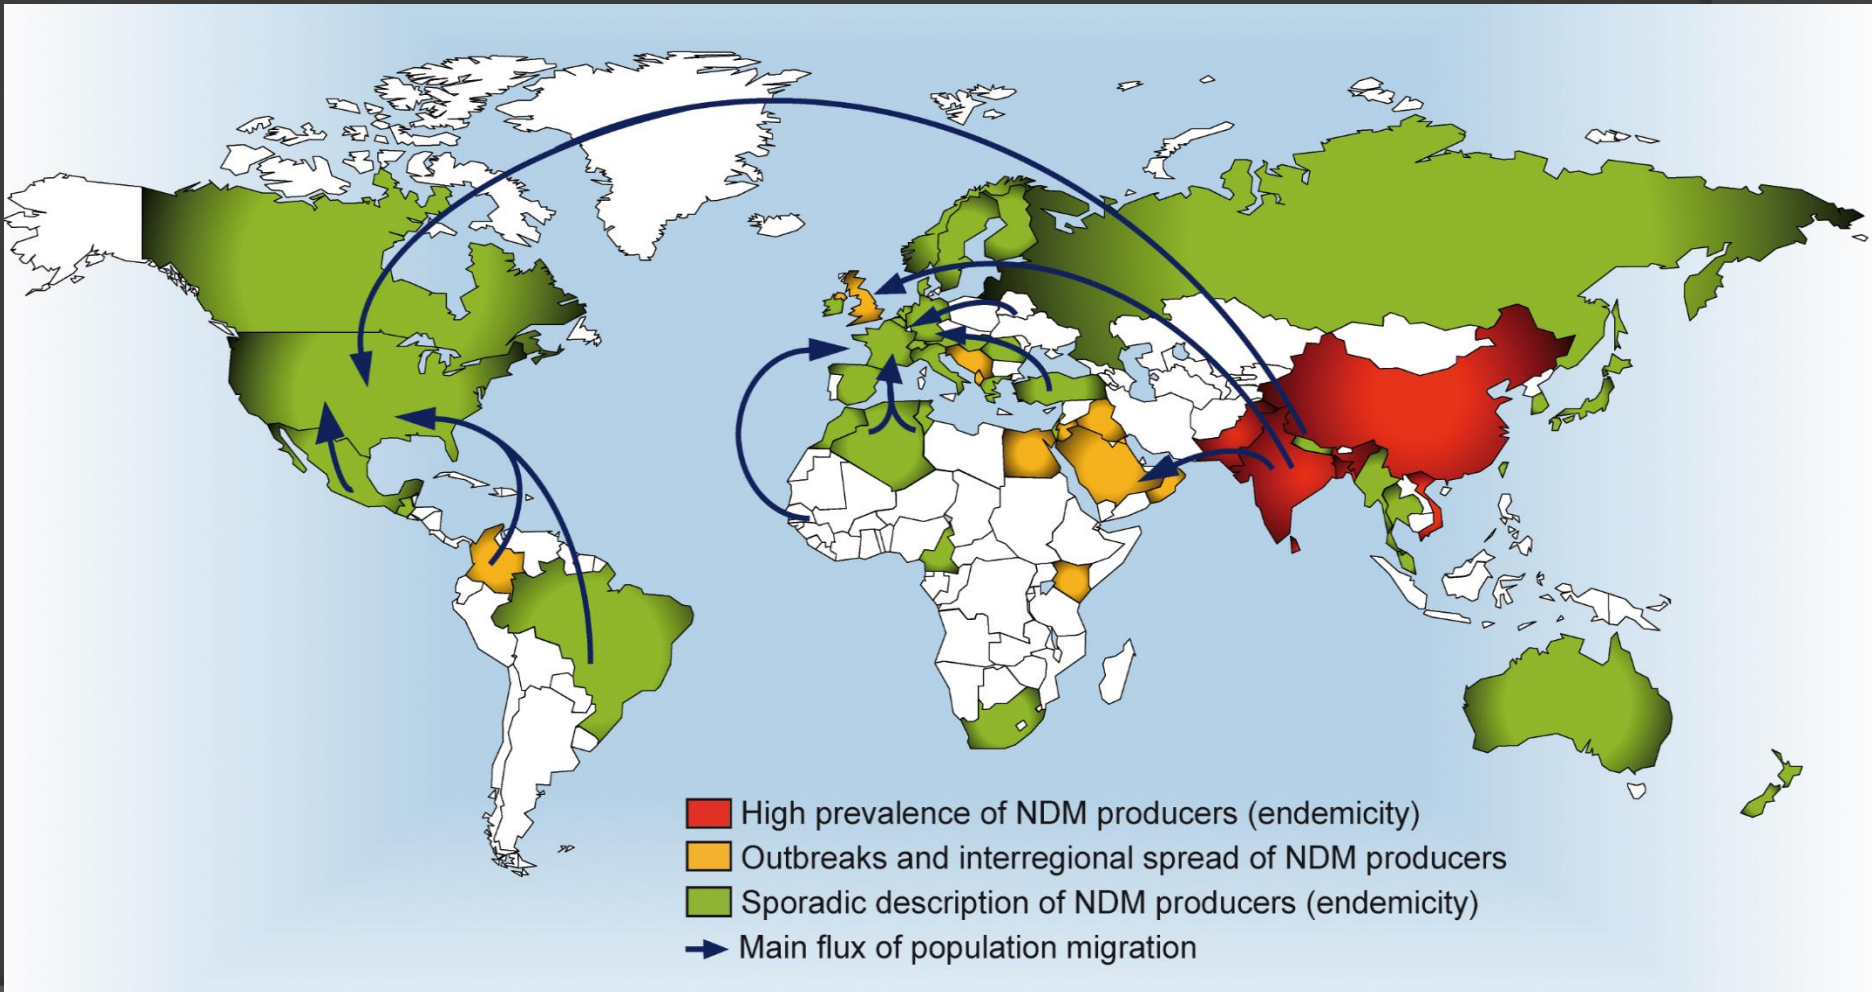 High prevalence of NDM producers (endemicity)
Outbreaks and interregional spread of NDM producers
Sporadic description of NDM producers (endemicity)
Main flux of population migration